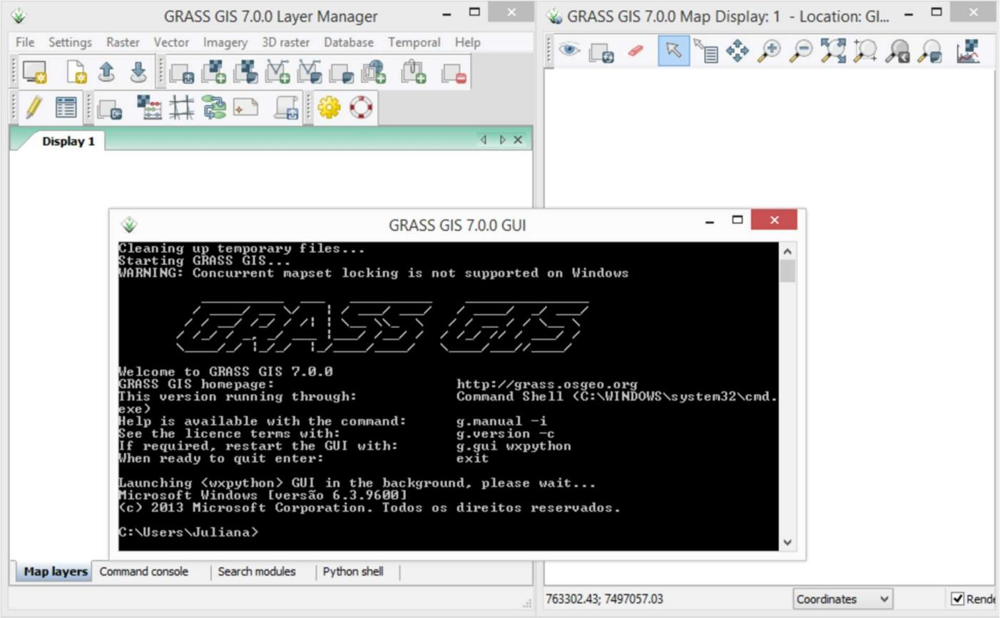 GRASS GIS 7.0.0 Layer Manager
File Settings Raster Vector Imagery 3D raster Database Temporal Help
Display 1
GRASS GIS 7.0.0 Map Display: 1 - Location: GI...
GRASS GIS 7.0.0 GUI
Cleaning up temporary files...
Starting GRASS GIS...
WARNING: Concurrent mapset locking is not supported on Windows
GRASS GIS
Welcome to GRASS GIS 7.0.0
GRASS GIS homepage: http://grass.osgeo.org
This version running through: Command Shell (C:\WINDOWS\system32\cmd.
exe)
Help is available with the command: g.manual -i
See the licence terms with: g.version -c
If required, restart the GUI with: g.gui wxpython
When ready to quit enter: exit
Launching <wxpython> GUI in the background, please wait...
Microsoft Windows [versão 6.3.9600]
(c) 2013 Microsoft Corporation. Todos os direitos reservados.
C:\Users\Juliana>
Map layers Command console Search modules Python shell
763302.43; 7497057.03 Coordinates Rende